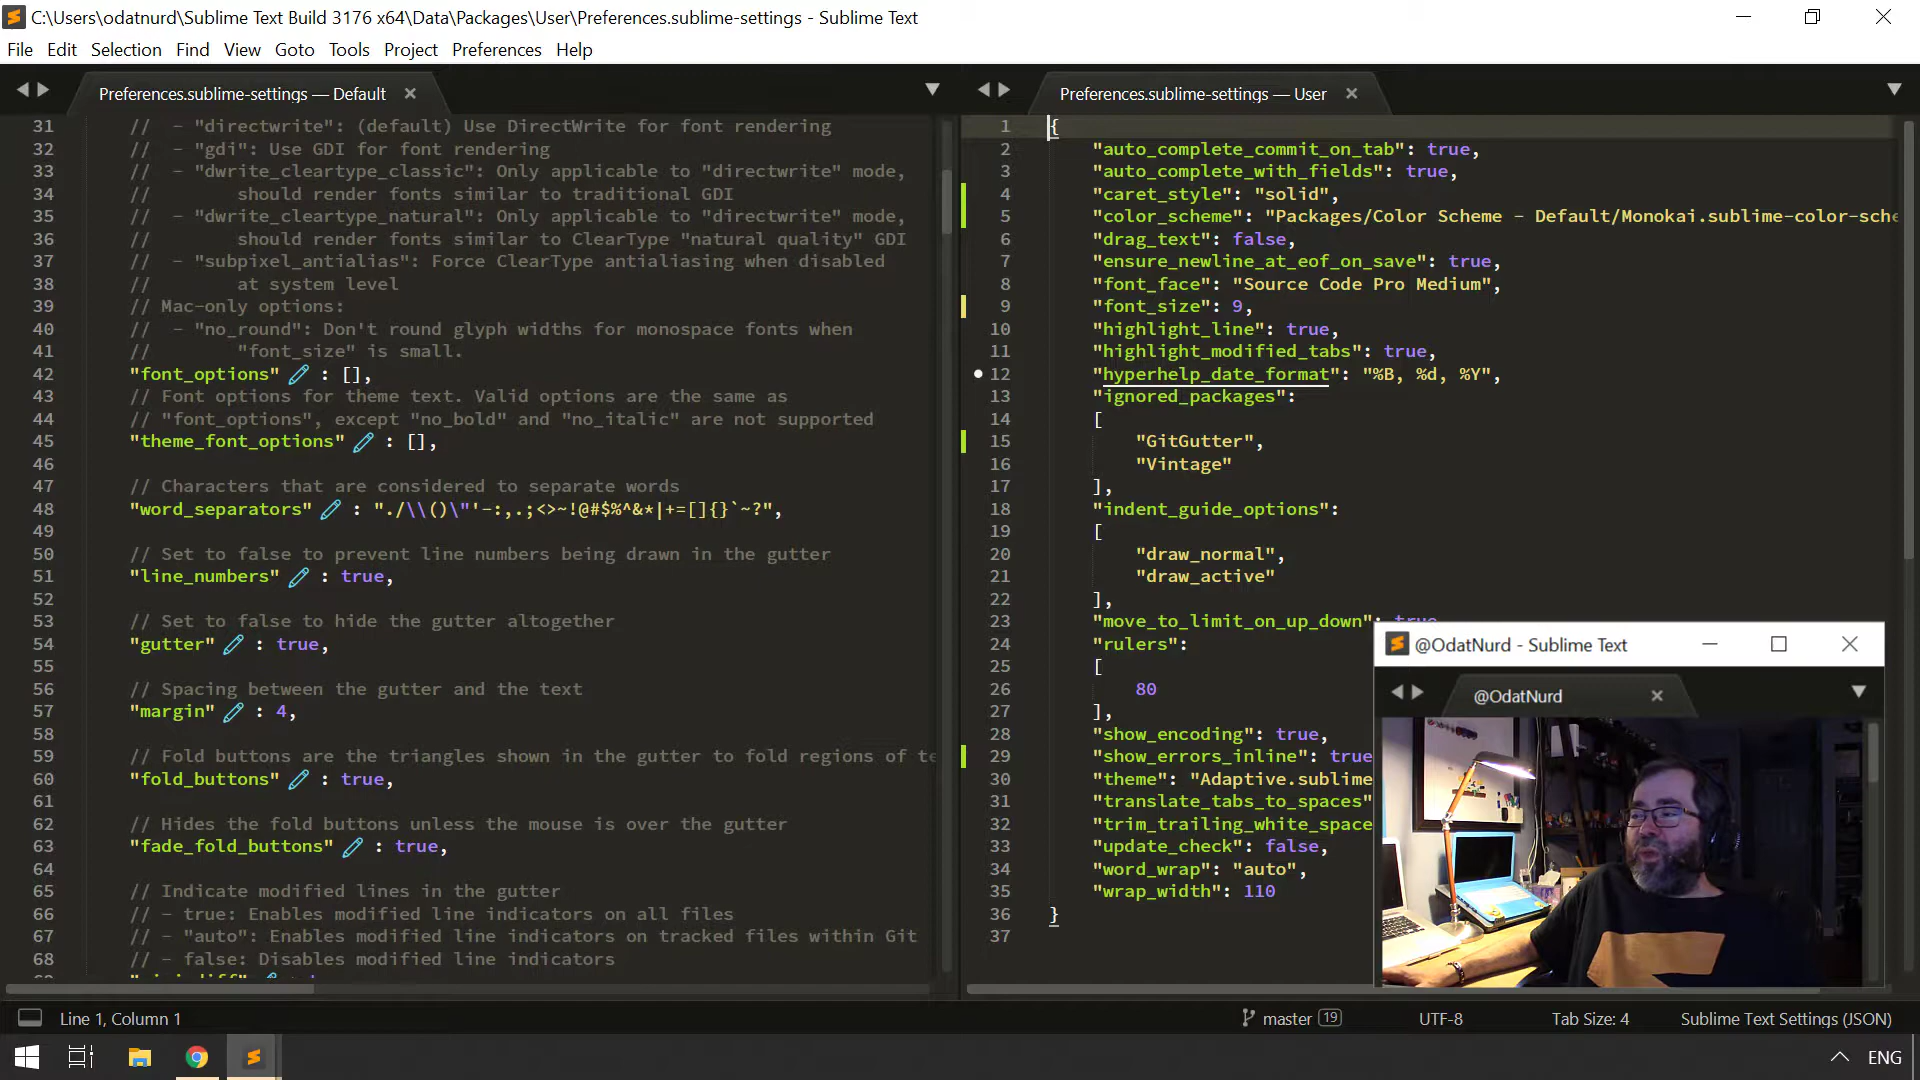 C:\Users\odatnurd\Sublime Text Build 3176 x64\Data\Packages\User\Preferences.sublime-settings - Sublime Text
File Edit Selection Find View Goto Tools Project Preferences Help
Preferences.sublime-settings — Default
31 // - "directwrite": (default) Use DirectWrite for font rendering
32 // - "gdi": Use GDI for font rendering
33 // - "dwrite_cleartype_classic": Only applicable to "directwrite" mode,
34 // should render fonts similar to traditional GDI
35 // - "dwrite_cleartype_natural": Only applicable to "directwrite" mode,
36 // should render fonts similar to ClearType "natural quality" GDI
37 // - "subpixel_antialias": Force ClearType antialiasing when disabled
38 // at system level
39 // Mac-only options:
40 // - "no_round": Don't round glyph widths for monospace fonts when
41 // "font_size" is small.
42 "font_options" : [],
43 // Font options for theme text. Valid options are the same as
44 // "font_options", except "no_bold" and "no_italic" are not supported
45 "theme_font_options" : [],
46
47 // Characters that are considered to separate words
48 "word_separators" : "./\\()\"'-:,.;<>~!@#$%^&*|+=[]{}`~?",
49
50 // Set to false to prevent line numbers being drawn in the gutter
51 "line_numbers" : true,
52
53 // Set to false to hide the gutter altogether
54 "gutter" : true,
55
56 // Spacing between the gutter and the text
57 "margin" : 4,
58
59 // Fold buttons are the triangles shown in the gutter to fold regions of te
60 "fold_buttons" : true,
61
62 // Hides the fold buttons unless the mouse is over the gutter
63 "fade_fold_buttons" : true,
64
65 // Indicate modified lines in the gutter
66 // - true: Enables modified line indicators on all files
67 // - "auto": Enables modified line indicators on tracked files within Git
68 // - false: Disables modified line indicators
Preferences.sublime-settings — User
1 {
2 "auto_complete_commit_on_tab": true,
3 "auto_complete_with_fields": true,
4 "caret_style": "solid",
5 "color_scheme": "Packages/Color Scheme - Default/Monokai.sublime-color-sche
6 "drag_text": false,
7 "ensure_newline_at_eof_on_save": true,
8 "font_face": "Source Code Pro Medium",
9 "font_size": 9,
10 "highlight_line": true,
11 "highlight_modified_tabs": true,
12 "hyperhelp_date_format": "%B, %d, %Y",
13 "ignored_packages":
14 [
15 "GitGutter",
16 "Vintage"
17 ],
18 "indent_guide_options":
19 [
20 "draw_normal",
21 "draw_active"
22 ],
23 "move_to_limit_on_up_down": true
24 "rulers":
25 [
26 80
27 ],
28 "show_encoding": true,
29 "show_errors_inline": true
30 "theme": "Adaptive.sublime
31 "translate_tabs_to_spaces"
32 "trim_trailing_white_space
33 "update_check": false,
34 "word_wrap": "auto",
35 "wrap_width": 110
36 }
37
@OdatNurd - Sublime Text
@OdatNurd
Line 1, Column 1
master 19
UTF-8
Tab Size: 4
Sublime Text Settings (JSON)
ENG